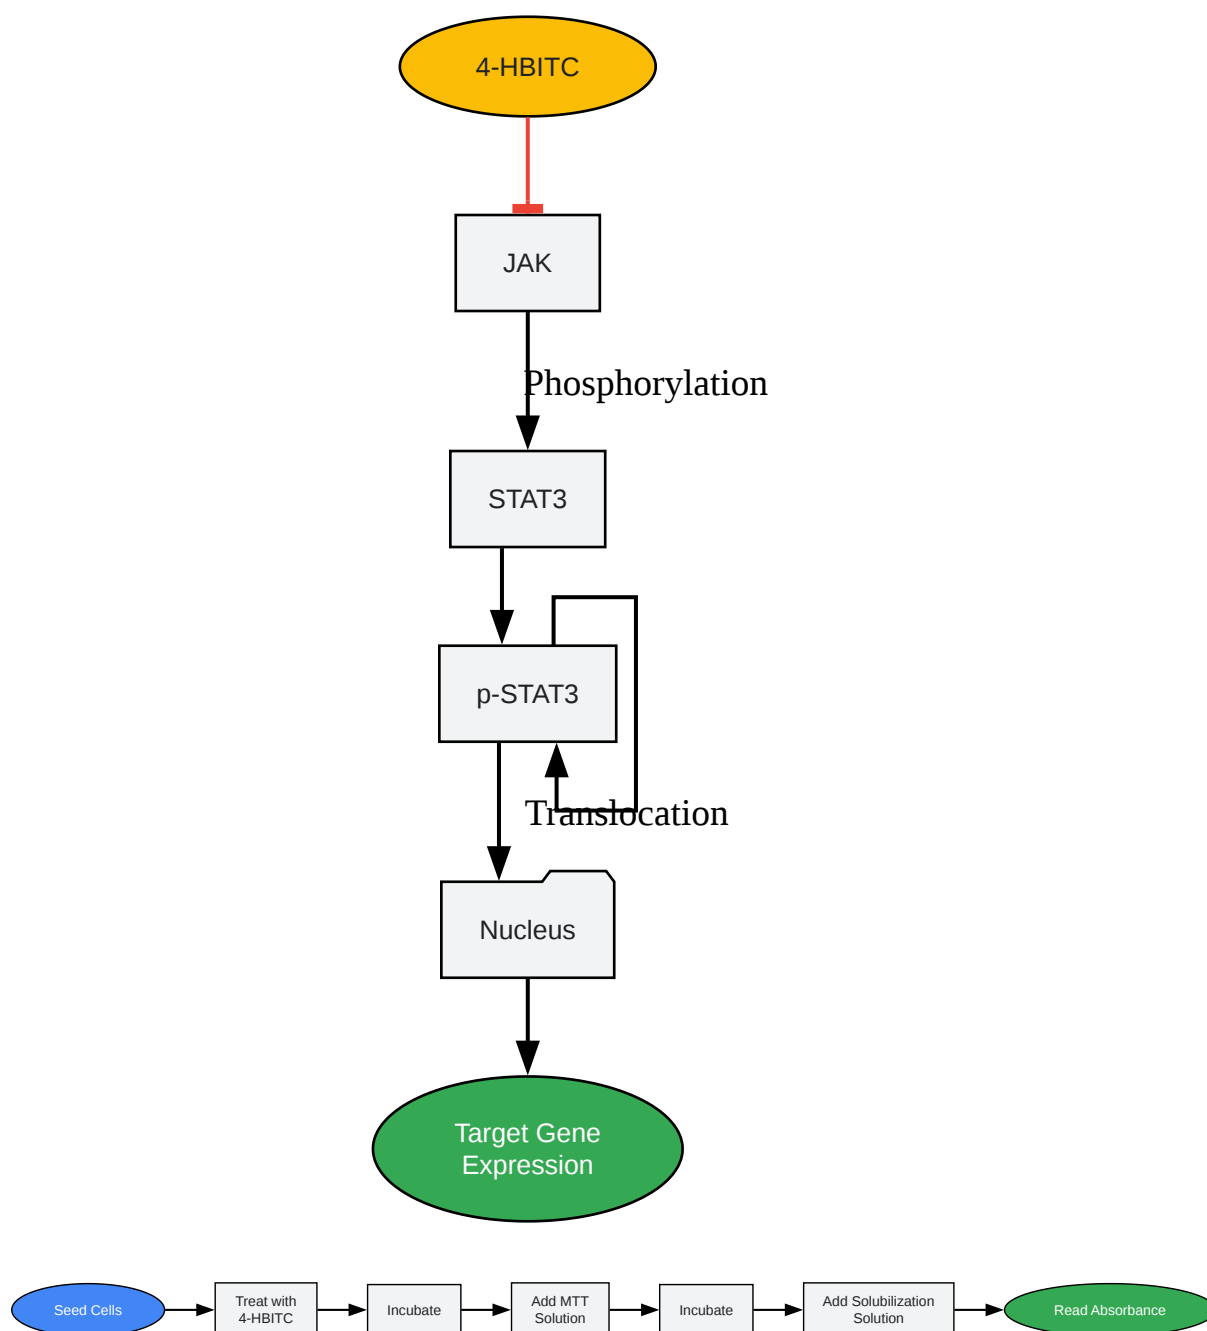 4-HBITC
JAK
Phosphorylation
STAT3
p-STAT3
Translocation
Nucleus
Target Gene
Expression
Seed Cells
Treat with
4-HBITC
Incubate
Add MTT
Solution
Incubate
Add Solubilization
Solution
Read Absorbance